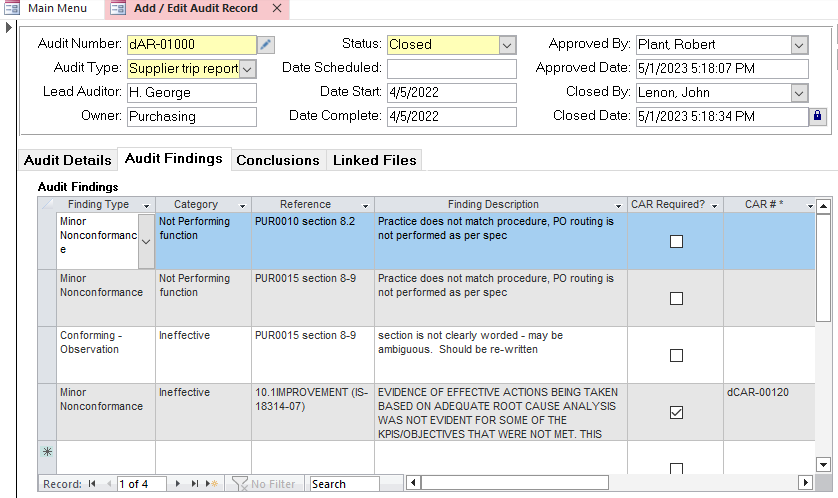 Main Menu
Add / Edit Audit Record
Audit Number: dAR-01000
Status: Closed
Approved By: Plant, Robert
Audit Type: Supplier trip report
Date Scheduled:
Approved Date: 5/1/2023 5:18:07 PM
Lead Auditor: H. George
Date Start: 4/5/2022
Closed By: Lenon, John
Owner: Purchasing
Date Complete: 4/5/2022
Closed Date: 5/1/2023 5:18:34 PM
Audit Details
Audit Findings
Conclusions
Linked Files
Audit Findings
Finding Type
Category
Reference
Finding Description
CAR Required?
CAR # *
Minor
Nonconformanc
e
Not Performing
function
PUR0010 section 8.2
Practice does not match procedure, PO routing is
not performed as per spec
Minor
Nonconformance
Not Performing
function
PUR0015 section 8-9
Practice does not match procedure, PO routing is
not performed as per spec
Conforming -
Observation
Ineffective
PUR0015 section 8-9
section is not clearly worded - may be
ambiguous.  Should be re-written
Minor
Nonconformance
Ineffective
10.1IMPROVEMENT (IS-
18314-07)
EVIDENCE OF EFFECTIVE ACTIONS BEING TAKEN
BASED ON ADEQUATE ROOT CAUSE ANALYSIS
WAS NOT EVIDENT FOR SOME OF THE
KPIS/OBJECTIVES THAT WERE NOT MET. THIS
dCAR-00120
Record: 1 of 4
No Filter
Search